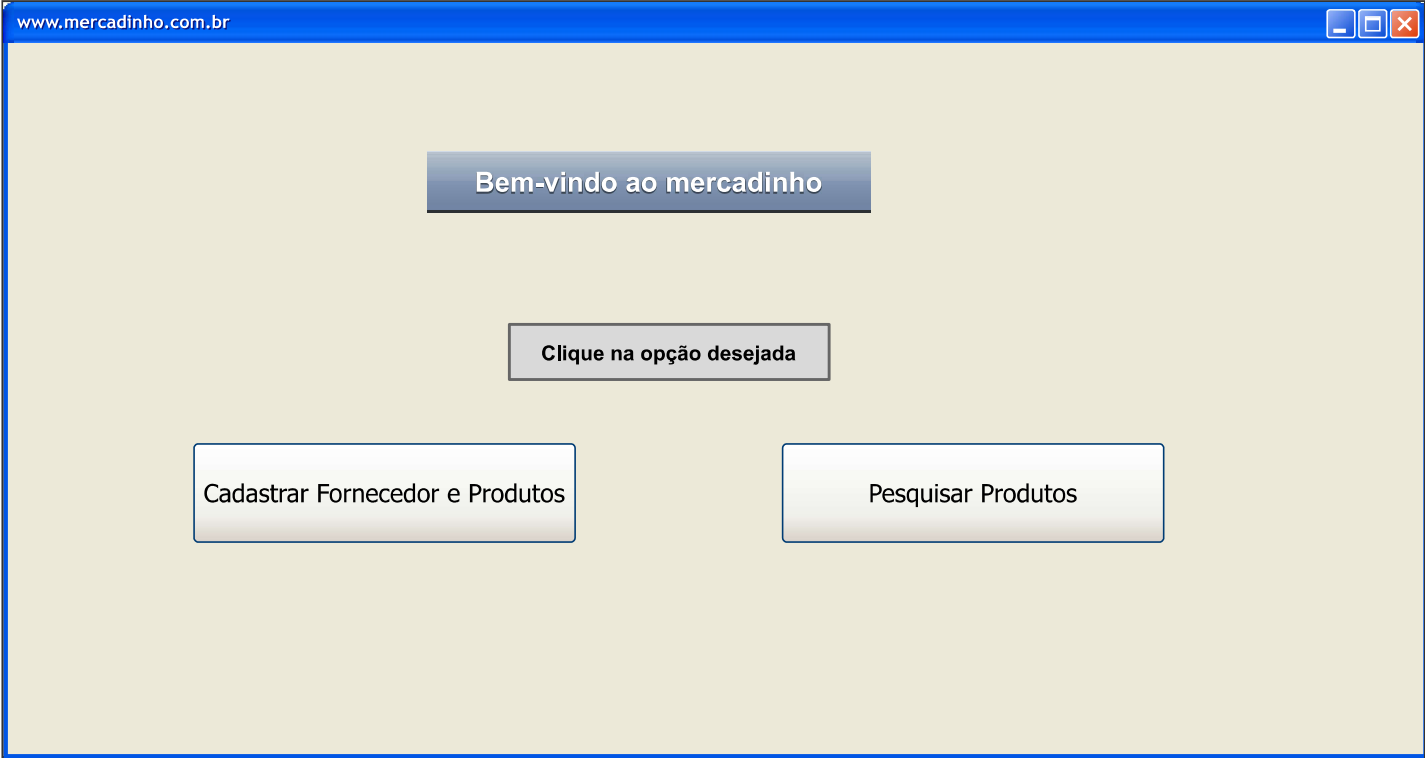 www.mercadinho.com.br
Bem-vindo ao mercadinho
Clique na opção desejada
Cadastrar Fornecedor e Produtos
Pesquisar Produtos